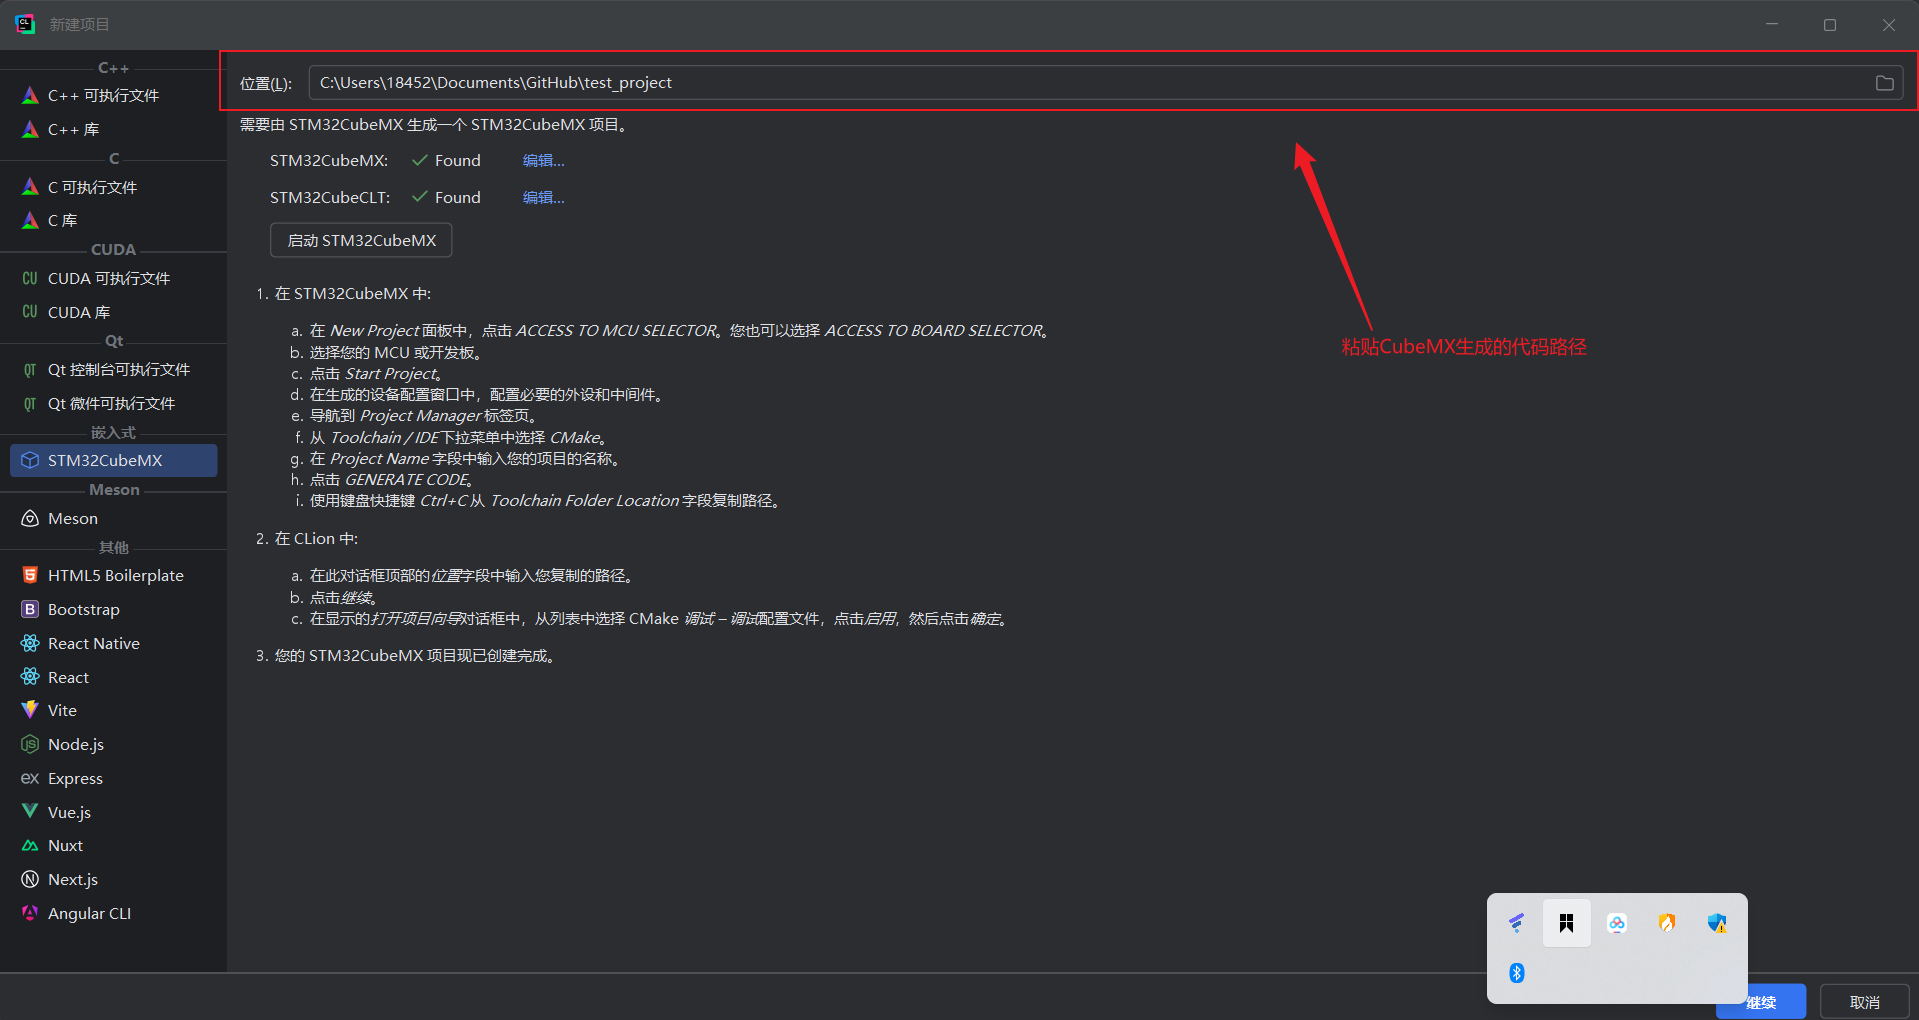 新建项目
C++
C++ 可执行文件
C++ 库
C
C 可执行文件
C 库
CUDA
CUDA 可执行文件
CUDA 库
Qt
Qt 控制台可执行文件
Qt 微件可执行文件
嵌入式
STM32CubeMX
Meson
Meson
其他
HTML5 Boilerplate
Bootstrap
React Native
React
Vite
Node.js
Express
Vue.js
Nuxt
Next.js
Angular CLI
位置(L): C:\Users\18452\Documents\GitHub\test_project
需要由 STM32CubeMX 生成一个 STM32CubeMX 项目。
STM32CubeMX: Found 编辑...
STM32CubeCLT: Found 编辑...
启动 STM32CubeMX
1. 在 STM32CubeMX 中:
a. 在 New Project 面板中，点击 ACCESS TO MCU SELECTOR。您也可以选择 ACCESS TO BOARD SELECTOR。
b. 选择您的 MCU 或开发板。
c. 点击 Start Project。
d. 在生成的设备配置窗口中，配置必要的外设和中间件。
e. 导航到 Project Manager 标签页。
f. 从 Toolchain / IDE下拉菜单中选择 CMake。
g. 在 Project Name 字段中输入您的项目的名称。
h. 点击 GENERATE CODE。
i. 使用键盘快捷键 Ctrl+C 从 Toolchain Folder Location 字段复制路径。
2. 在 CLion 中:
a. 在此对话框顶部的位置字段中输入您复制的路径。
b. 点击继续。
c. 在显示的打开项目向导对话框中，从列表中选择 CMake 调试 – 调试配置文件，点击启用，然后点击确定。
3. 您的 STM32CubeMX 项目现已创建完成。
粘贴CubeMX生成的代码路径
继续
取消